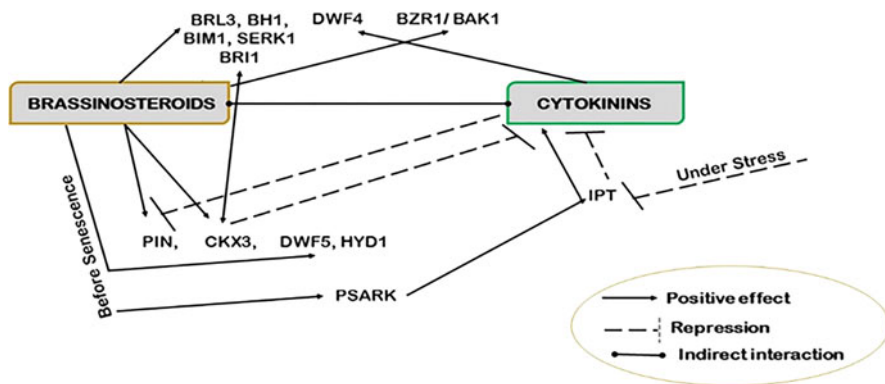 BRL3, BH1,
BIM1, SERK1
BRI1
DWF4
BZR1/ BAK1
BRASSINOSTEROIDS
CYTOKININS
Under Stress
IPT
PIN,
CKX3,
DWF5, HYD1
Before Senescence
PSARK
Positive effect
Repression
Indirect interaction